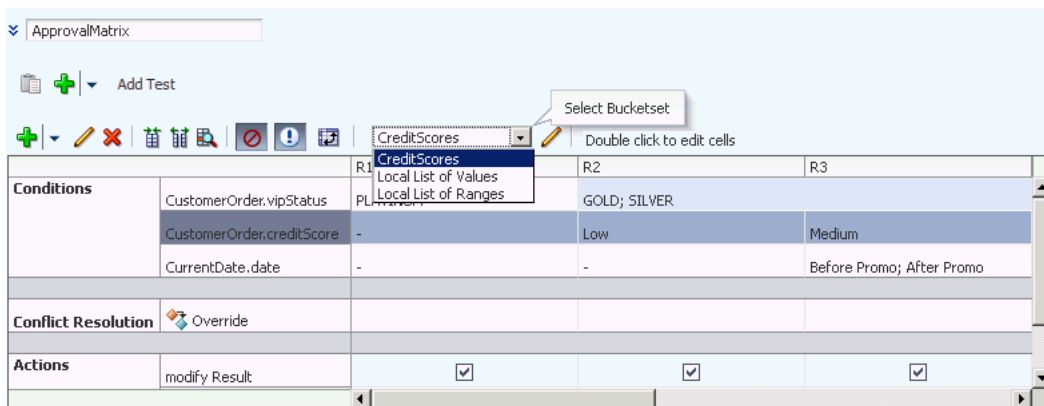 ApprovalMatrix
Add Test
Select Bucketset
CreditScores
Double click to edit cells
CreditScores
Local List of Values
Local List of Ranges
R1 R2 R3
Conditions
CustomerOrder.vipStatus GOLD; SILVER
CustomerOrder.creditScore - Low Medium
CurrentDate.date - - Before Promo; After Promo
Conflict Resolution Override
Actions
modify Result